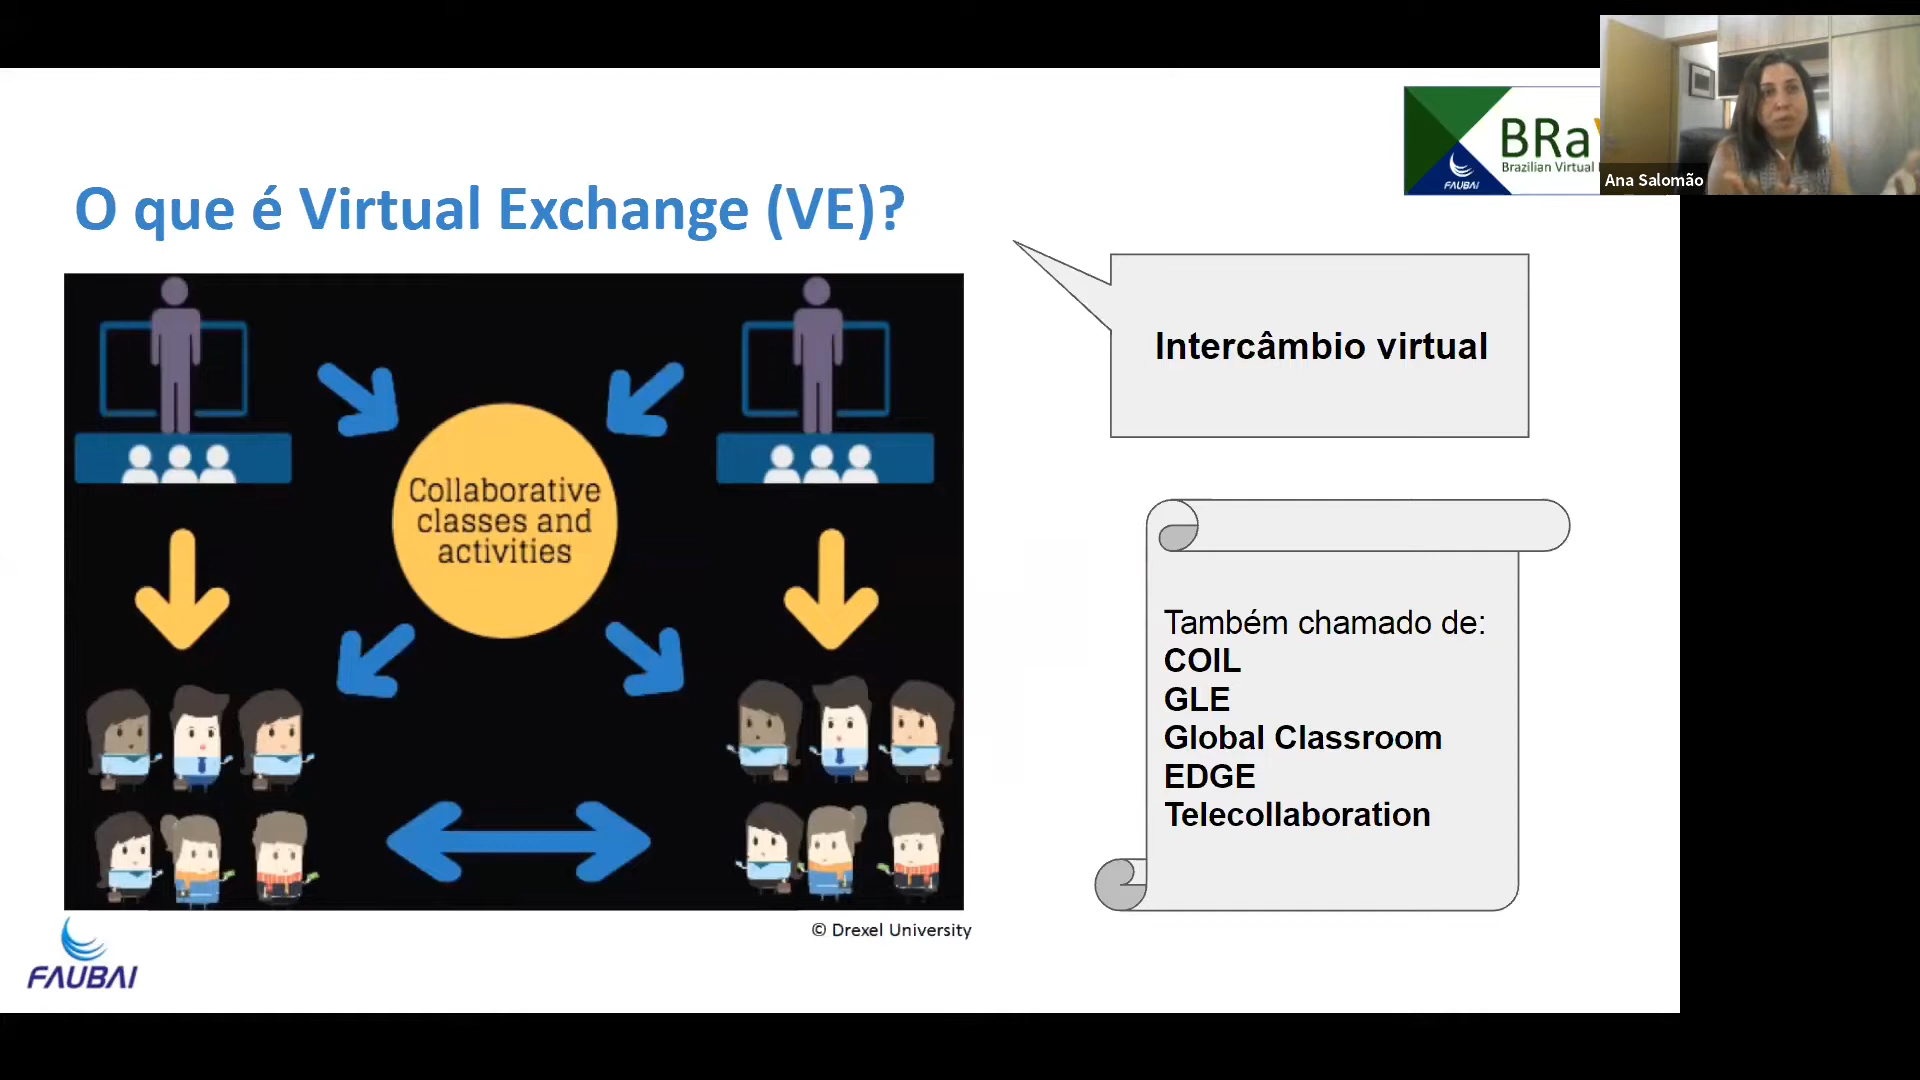 BRa
Brazilian Virtual
FAUBAI
Ana Salomão
O que é Virtual Exchange (VE)?
Intercâmbio virtual
Collaborative
classes and
activities
Também chamado de:
COIL
GLE
Global Classroom
EDGE
Telecollaboration
© Drexel University
FAUBAI